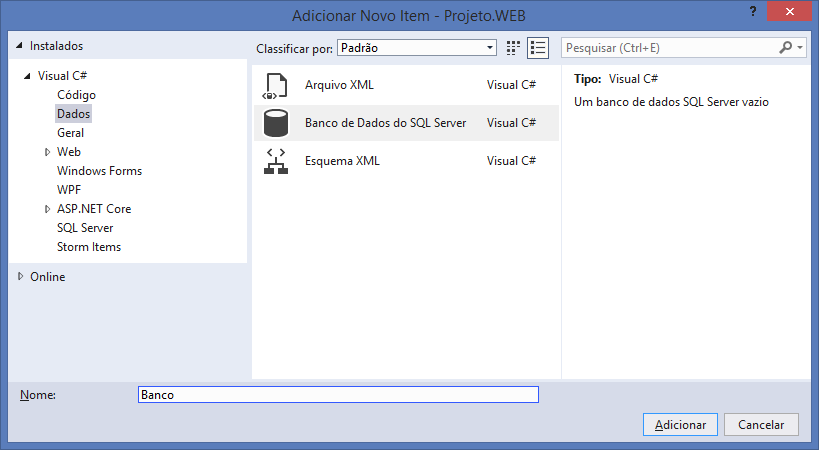 Adicionar Novo Item - Projeto.WEB
?
Instalados
Visual C#
Código
Dados
Geral
Web
Windows Forms
WPF
ASP.NET Core
SQL Server
Storm Items
Online
Classificar por: Padrão
Arquivo XML Visual C#
Banco de Dados do SQL Server Visual C#
Esquema XML Visual C#
Pesquisar (Ctrl+E)
Tipo: Visual C#
Um banco de dados SQL Server vazio
Nome: Banco
Adicionar Cancelar